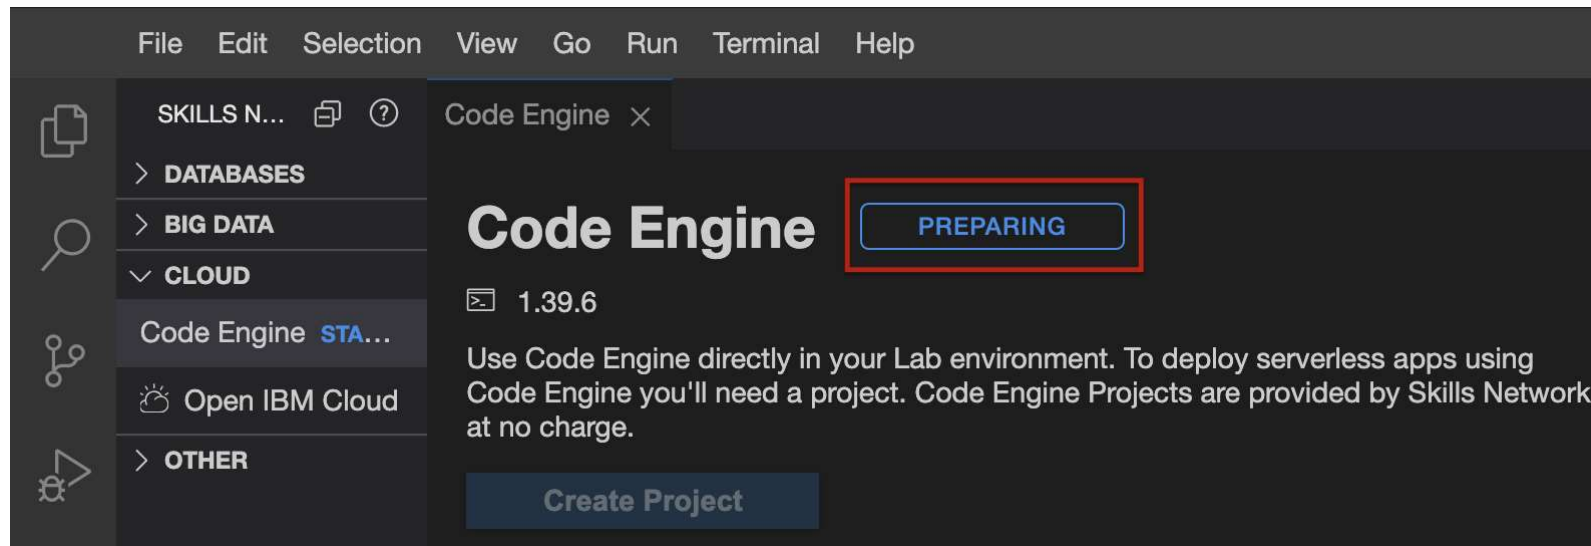 File Edit Selection View Go Run Terminal Help
SKILLS N...
Code Engine
DATABASES
BIG DATA
CLOUD
Code Engine STA...
Open IBM Cloud
OTHER
Code Engine PREPARING
1.39.6
Use Code Engine directly in your Lab environment. To deploy serverless apps using
Code Engine you'll need a project. Code Engine Projects are provided by Skills Network
at no charge.
Create Project